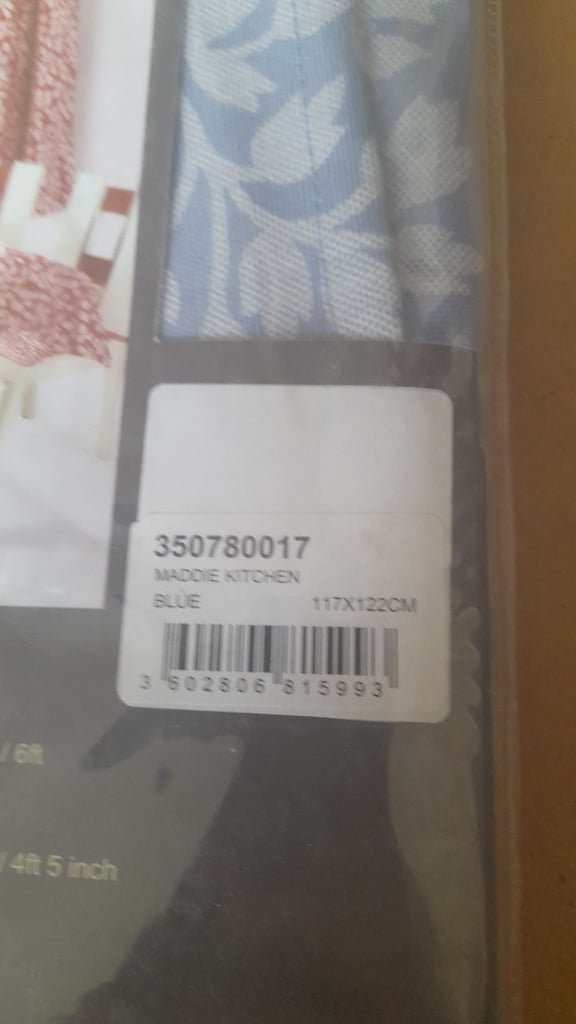 350780017
MADDIE KITCHEN
BLUE 117X122CM
3 602806 815993
/ 6ft
/ 4ft 5 inch